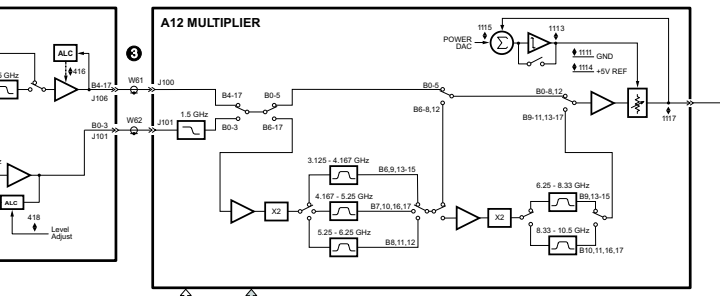 A12 MULTIPLIER
ALC
416
5 GHz
B4-17
J106
3
W61
J100
B0-3
J101
W62
J101
1.5 GHz
B4-17
B0-5
B0-3
B6-17
ALC
418
Level
Adjust
POWER
DAC
1115
Σ
1113
1111 GND
1114 +5V REF
B0-5
B6-8,12
B0-8,12
B9-11,13-17
1117
3.125 - 4.167 GHz
B6,9,13-15
4.167 - 5.25 GHz
B7,10,16,17
5.25 - 6.25 GHz
B8,11,12
X2
X2
6.25 - 8.33 GHz
B9,13-15
8.33 - 10.5 GHz
B10,11,16,17